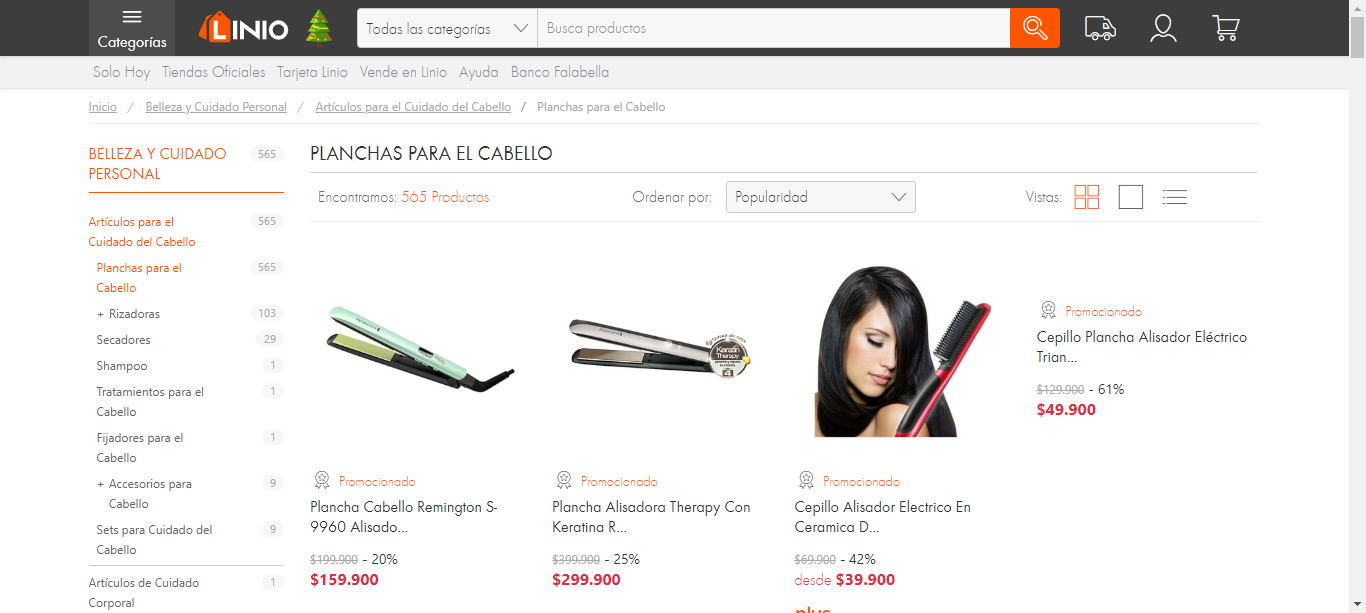 Categorías
LINIO
Todas las categorías
Busca productos
Solo Hoy
Tiendas Oficiales
Tarjeta Linio
Vende en Linio
Ayuda
Banco Falabella
Inicio / Belleza y Cuidado Personal / Artículos para el Cuidado del Cabello / Planchas para el Cabello
BELLEZA Y CUIDADO 565
PERSONAL
Artículos para el 565
Cuidado del Cabello
Planchas para el 565
Cabello
+ Rizadoras 103
Secadores 29
Shampoo 1
Tratamientos para el 1
Cabello
Fijadores para el 1
Cabello
+ Accesorios para 9
Cabello
Sets para Cuidado del 9
Cabello
Artículos de Cuidado 1
Corporal
PLANCHAS PARA EL CABELLO
Encontramos: 565 Productos
Ordenar por: Popularidad
Vistas:
Promocionado
Plancha Cabello Remington S-
9960 Alisado...
$199.900 - 20%
$159.900
Keratin
Therapy
4
Promocionado
Plancha Alisadora Therapy Con
Keratina R...
$399.900 - 25%
$299.900
Promocionado
Cepillo Alisador Electrico En
Ceramica D...
$69.900 - 42%
desde $39.900
plus
Promocionado
Cepillo Plancha Alisador Eléctrico
Trian...
$129.900 - 61%
$49.900